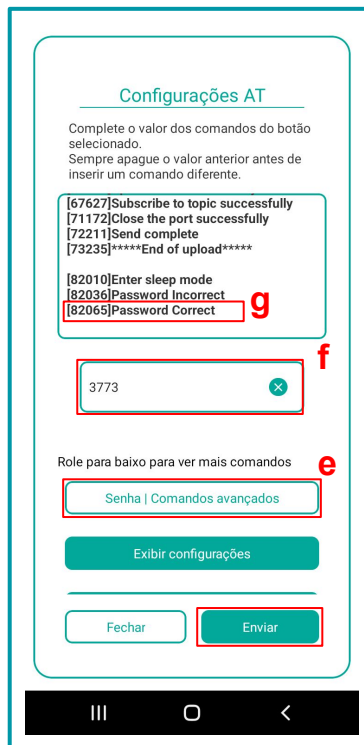 Configurações AT
Complete o valor dos comandos do botão
selecionado.
Sempre apague o valor anterior antes de
inserir um comando diferente.
[67627]Subscribe to topic successfully
[71172]Close the port successfully
[72211]Send complete
[73235]*****End of upload*****
[82010]Enter sleep mode
[82036]Password Incorrect
[82065]Password Correct
g
f
3773
Role para baixo para ver mais comandos
e
Senha | Comandos avançados
Exibir configurações
Fechar
Enviar